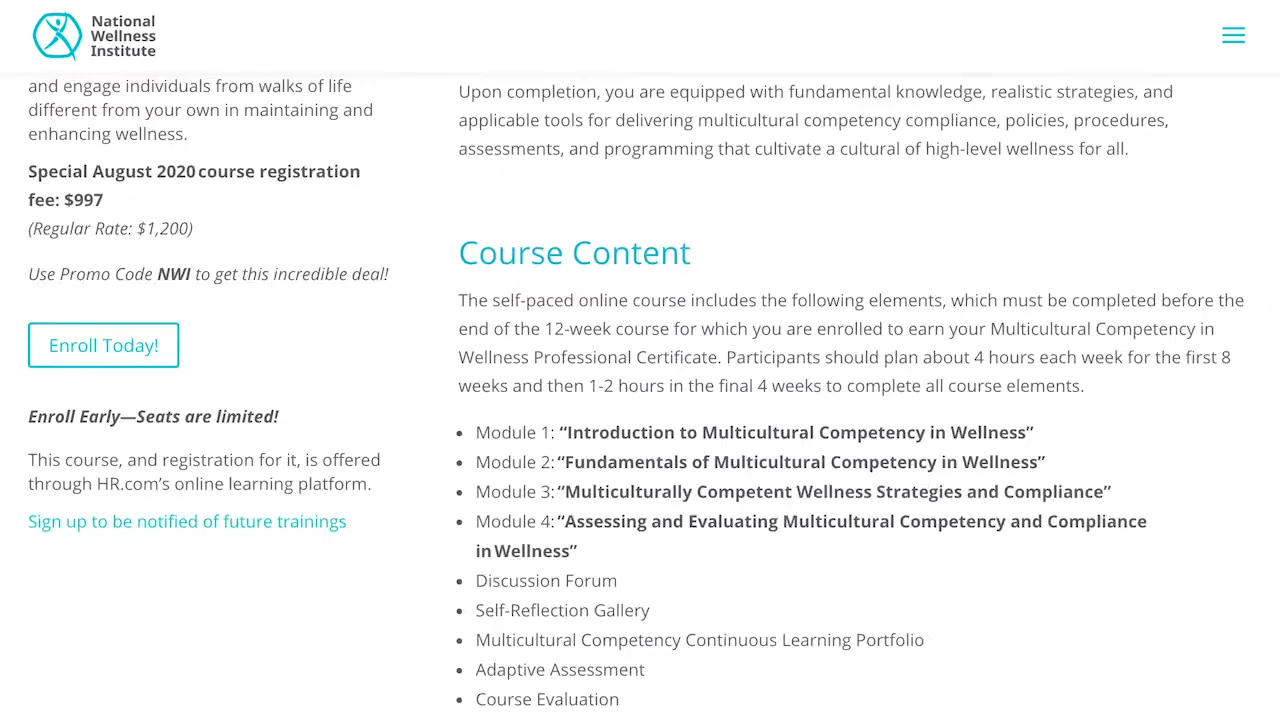 National
Wellness
Institute
and engage individuals from walks of life
different from your own in maintaining and
enhancing wellness.
Special August 2020 course registration
fee: $997
(Regular Rate: $1,200)
Use Promo Code NWI to get this incredible deal!
Enroll Today!
Enroll Early—Seats are limited!
This course, and registration for it, is offered
through HR.com’s online learning platform.
Sign up to be notified of future trainings
Upon completion, you are equipped with fundamental knowledge, realistic strategies, and
applicable tools for delivering multicultural competency compliance, policies, procedures,
assessments, and programming that cultivate a cultural of high-level wellness for all.
Course Content
The self-paced online course includes the following elements, which must be completed before the
end of the 12-week course for which you are enrolled to earn your Multicultural Competency in
Wellness Professional Certificate. Participants should plan about 4 hours each week for the first 8
weeks and then 1-2 hours in the final 4 weeks to complete all course elements.
• Module 1: “Introduction to Multicultural Competency in Wellness”
• Module 2: “Fundamentals of Multicultural Competency in Wellness”
• Module 3: “Multiculturally Competent Wellness Strategies and Compliance”
• Module 4: “Assessing and Evaluating Multicultural Competency and Compliance
in Wellness”
• Discussion Forum
• Self-Reflection Gallery
• Multicultural Competency Continuous Learning Portfolio
• Adaptive Assessment
• Course Evaluation